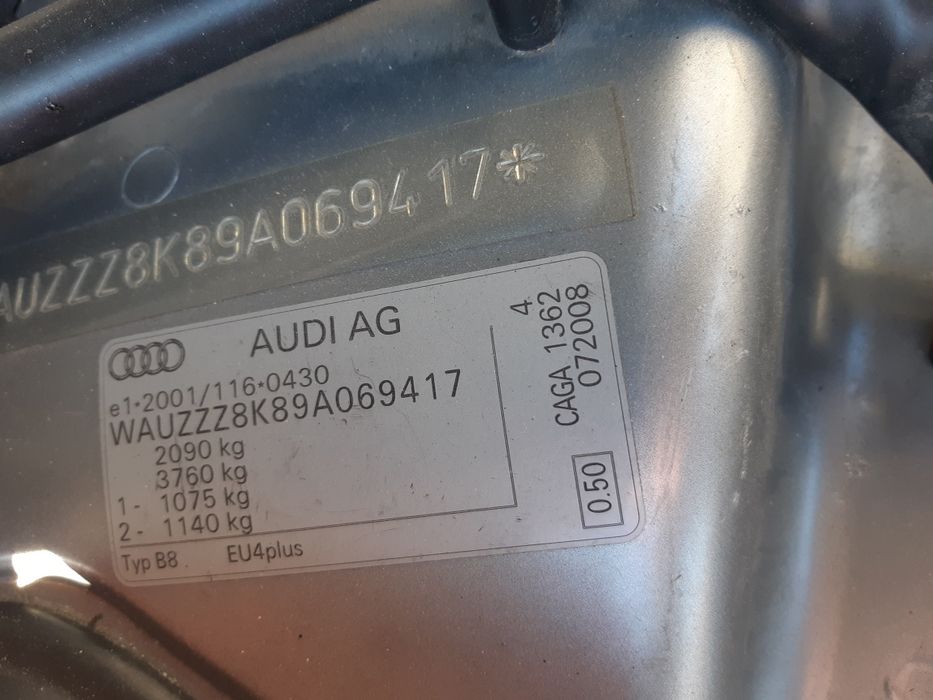 WAUZZZ8K89A069417*
AUDI AG
e1*2001/116*0430
WAUZZZ8K89A069417
2090 kg
3760 kg
1- 1075 kg
2- 1140 kg
Typ B8 EU4plus
4
CAGA 1362
072008
0.50